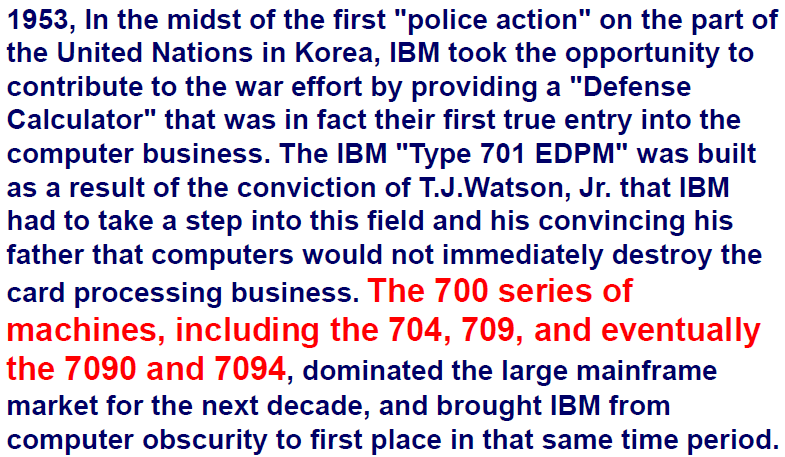 1953, In the midst of the first "police action" on the part of
the United Nations in Korea, IBM took the opportunity to
contribute to the war effort by providing a "Defense
Calculator" that was in fact their first true entry into the
computer business. The IBM "Type 701 EDPM" was built
as a result of the conviction of T.J.Watson, Jr. that IBM
had to take a step into this field and his convincing his
father that computers would not immediately destroy the
card processing business. The 700 series of
machines, including the 704, 709, and eventually
the 7090 and 7094, dominated the large mainframe
market for the next decade, and brought IBM from
computer obscurity to first place in that same time period.